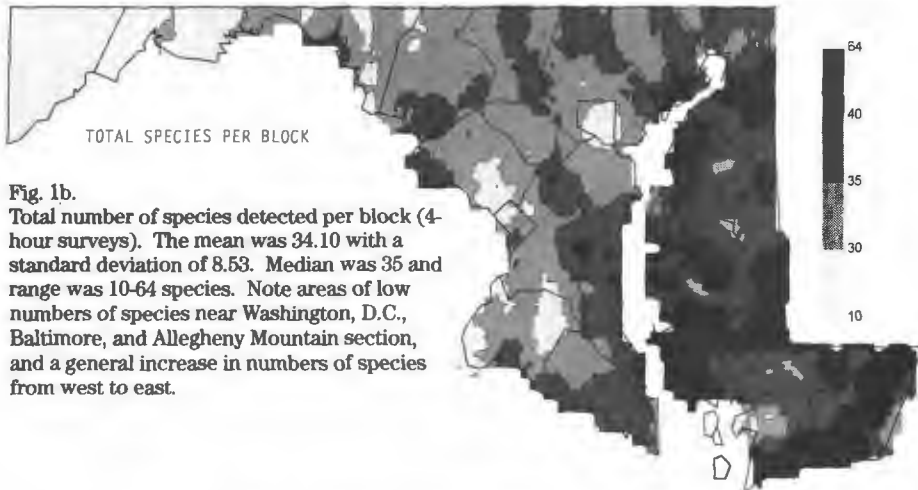 TOTAL SPECIES PER BLOCK
Fig. 1b.
Total number of species detected per block (4-
hour surveys). The mean was 34.10 with a
standard deviation of 8.53. Median was 35 and
range was 10-64 species. Note areas of low
numbers of species near Washington, D.C.,
Baltimore, and Allegheny Mountain section,
and a general increase in numbers of species
from west to east.
64
40
35
30
10